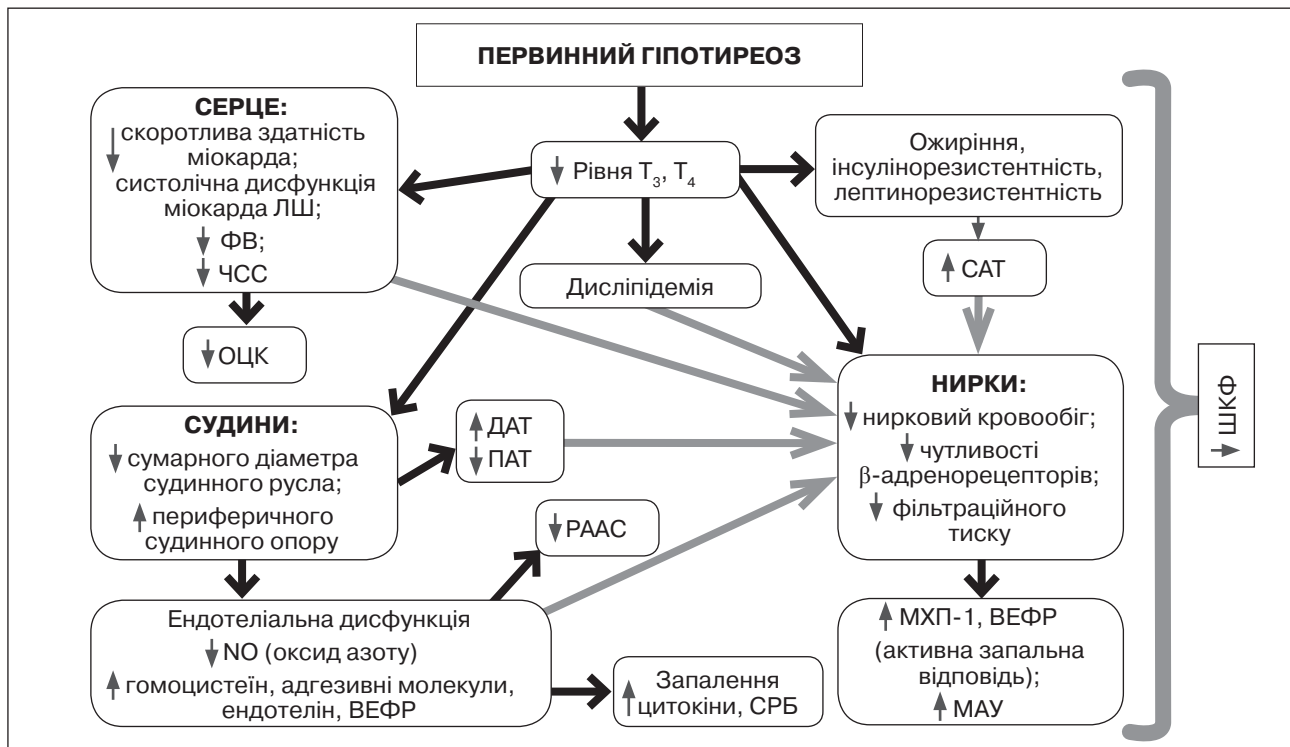 ПЕРВИННИЙ ГІПОТИРЕОЗ
СЕРЦЕ:
↓ скоротлива здатність
міокарда;
систолічна дисфункція
міокарда ЛШ;
↓ ФВ;
↓ ЧСС
↓ Рівня Т₃, Т₄
Ожиріння,
інсулінорезистентність,
лептинорезистентність
↑ САТ
Дисліпідемія
↓ ОЦК
СУДИНИ:
↓ сумарного діаметра
судинного русла;
↑ периферичного
судинного опору
↑ ДАТ
↓ ПАТ
↓ РААС
НИРКИ:
↓ нирковий кровообіг;
↓ чутливості
β-адренорецепторів;
↓ фільтраційного
тиску
↓ ШКФ
Ендотеліальна дисфункція
↓ NO (оксид азоту)
↑ гомоцистеїн, адгезивні молекули,
ендотелін, ВЕФР
Запалення
↑ цитокіни, СРБ
↑ МХП-1, ВЕФР
(активна запальна
відповідь);
↑ МАУ